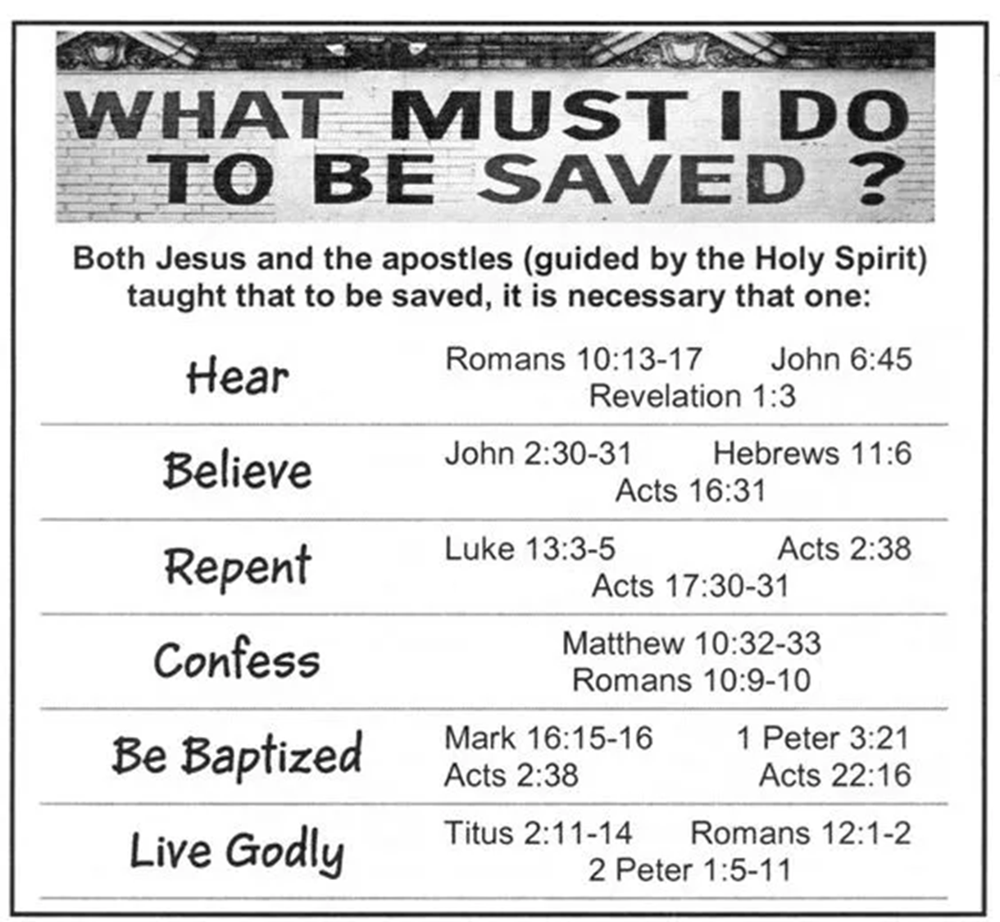 WHAT MUST I DO
TO BE SAVED ?
Both Jesus and the apostles (guided by the Holy Spirit)
taught that to be saved, it is necessary that one:
Hear
Romans 10:13-17 John 6:45
Revelation 1:3
Believe
John 2:30-31 Hebrews 11:6
Acts 16:31
Repent
Luke 13:3-5 Acts 2:38
Acts 17:30-31
Confess
Matthew 10:32-33
Romans 10:9-10
Be Baptized
Mark 16:15-16 1 Peter 3:21
Acts 2:38 Acts 22:16
Live Godly
Titus 2:11-14 Romans 12:1-2
2 Peter 1:5-11